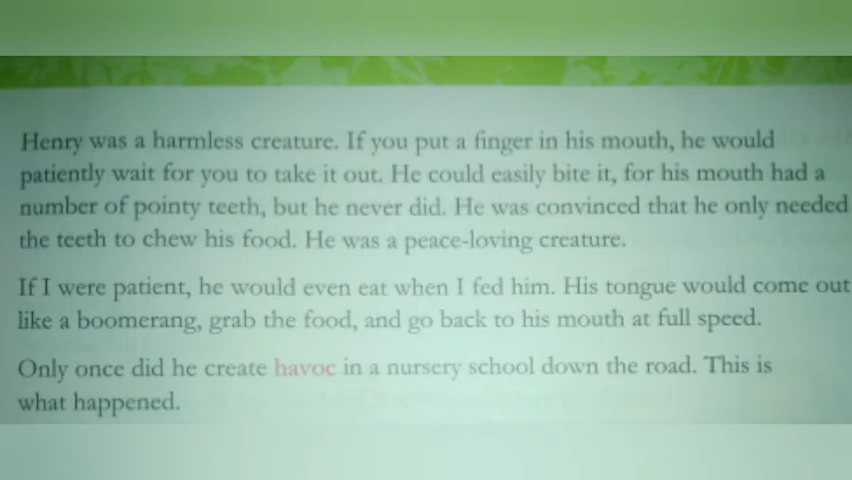 Henry was a harmless creature. If you put a finger in his mouth, he would
patiently wait for you to take it out. He could easily bite it, for his mouth had a
number of pointy teeth, but he never did. He was convinced that he only needed
the teeth to chew his food. He was a peace-loving creature.
If I were patient, he would even eat when I fed him. His tongue would come out
like a boomerang, grab the food, and go back to his mouth at full speed.
Only once did he create havoc in a nursery school down the road. This is
what happened.